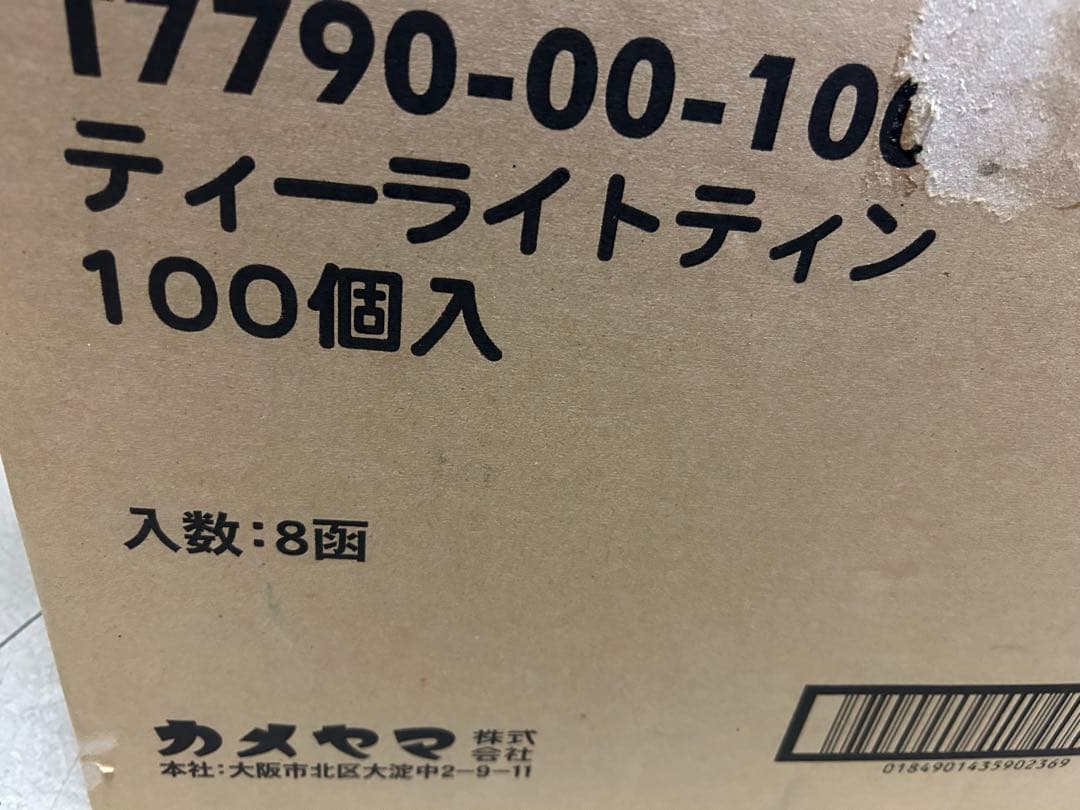 T7790-00-100
ティーライトティン
100個入
入数：8函
カメヤマ 株式会社
本社：大阪市北区大淀中2-9-11
0184901435902369